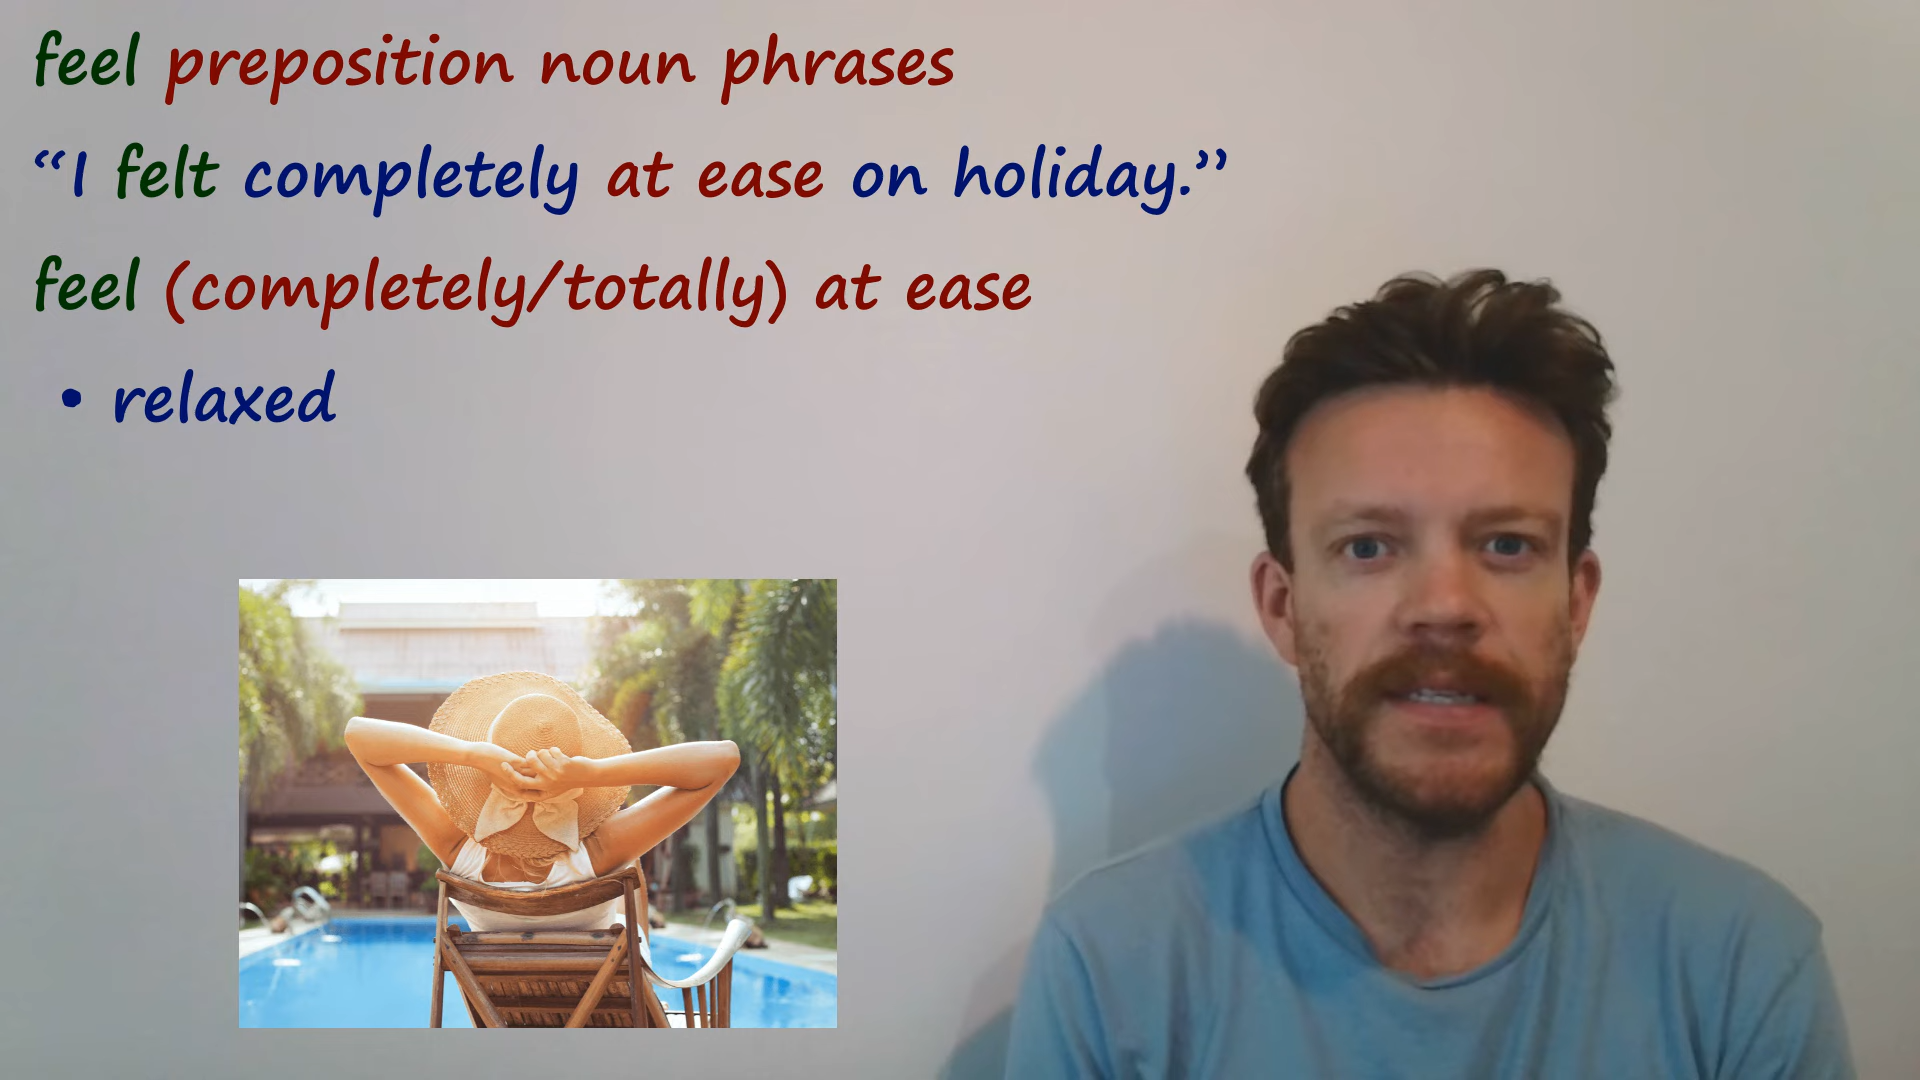 feel preposition noun phrases
“I felt completely at ease on holiday.”
feel (completely/totally) at ease
• relaxed